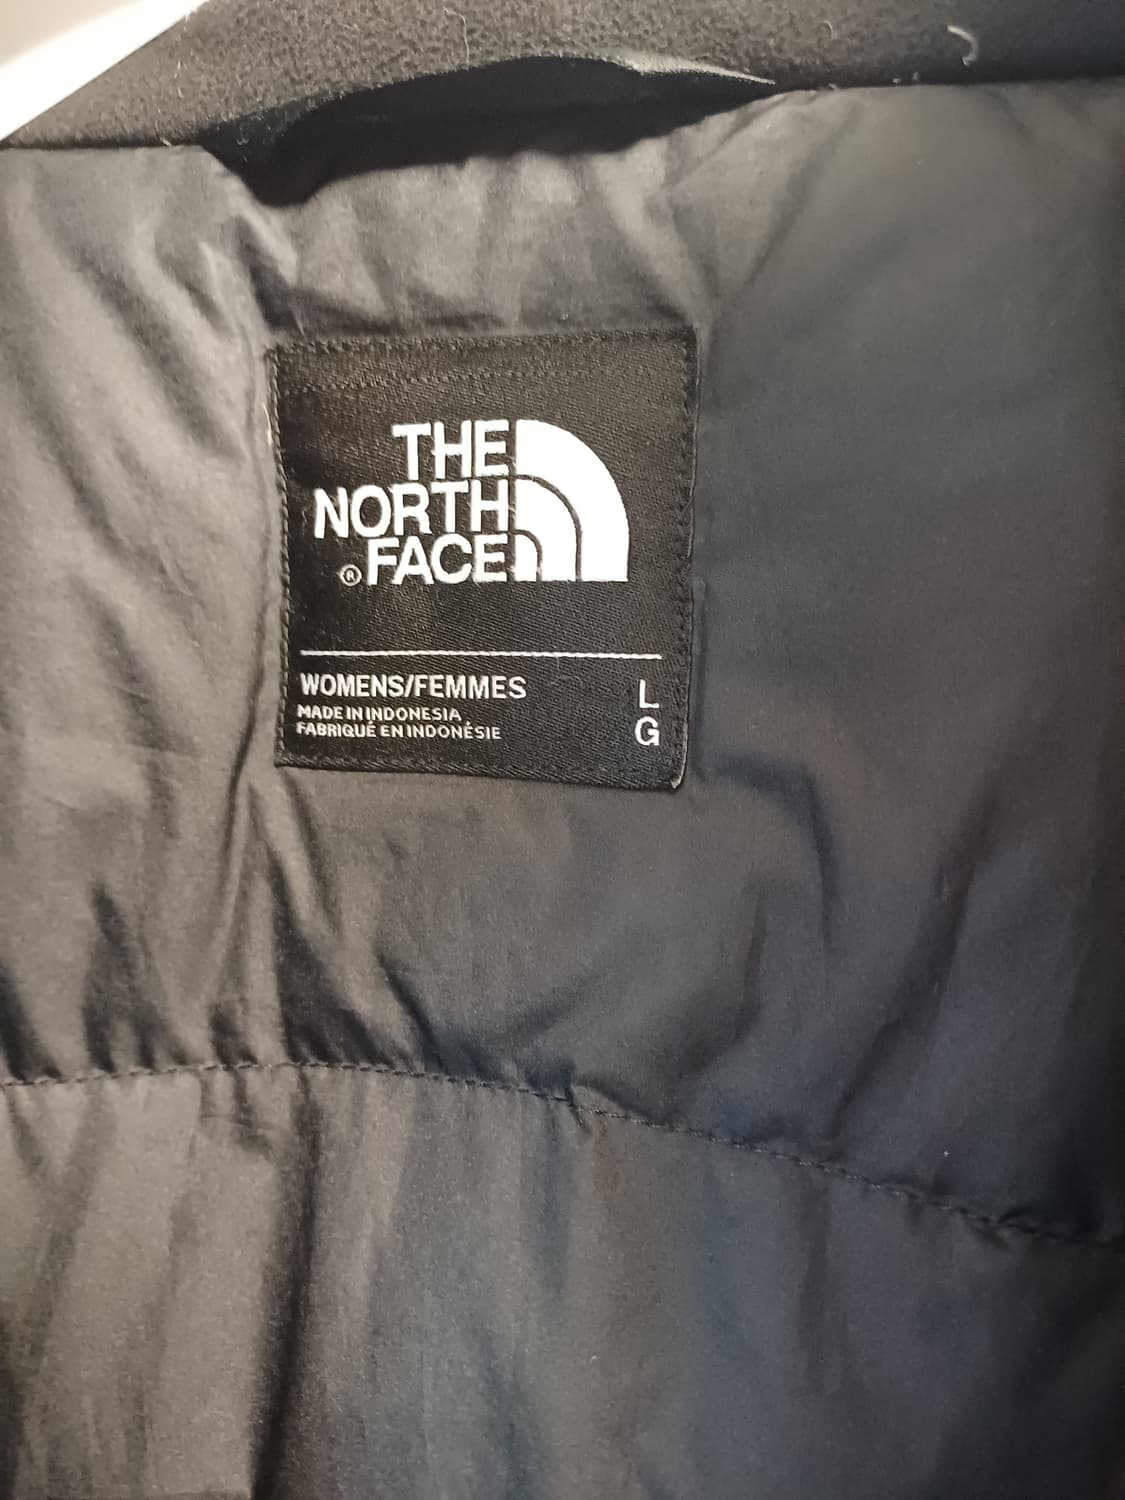 THE
NORTH
® FACE
WOMENS/FEMMES L
MADE IN INDONESIA
FABRIQUÉ EN INDONÉSIE G